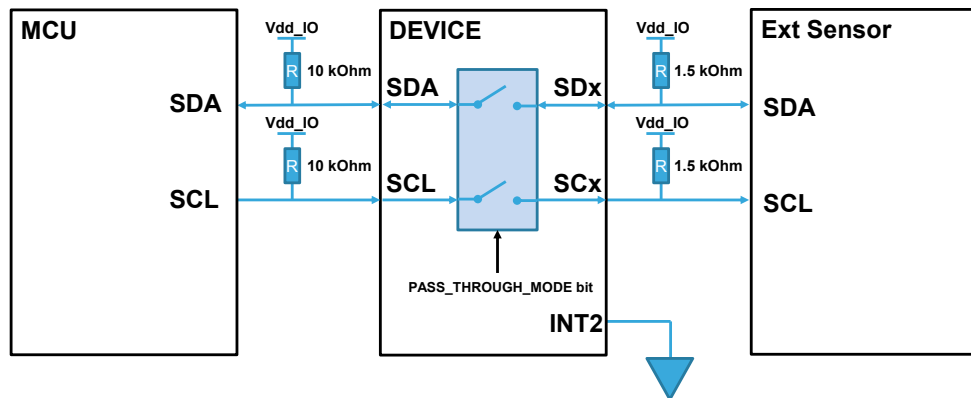 MCU
Vdd_IO
R
10 kOhm
SDA
Vdd_IO
R
10 kOhm
SCL
DEVICE
SDA
SDx
SCL
SCx
PASS_THROUGH_MODE bit
INT2
Vdd_IO
R
1.5 kOhm
Vdd_IO
R
1.5 kOhm
Ext Sensor
SDA
SCL